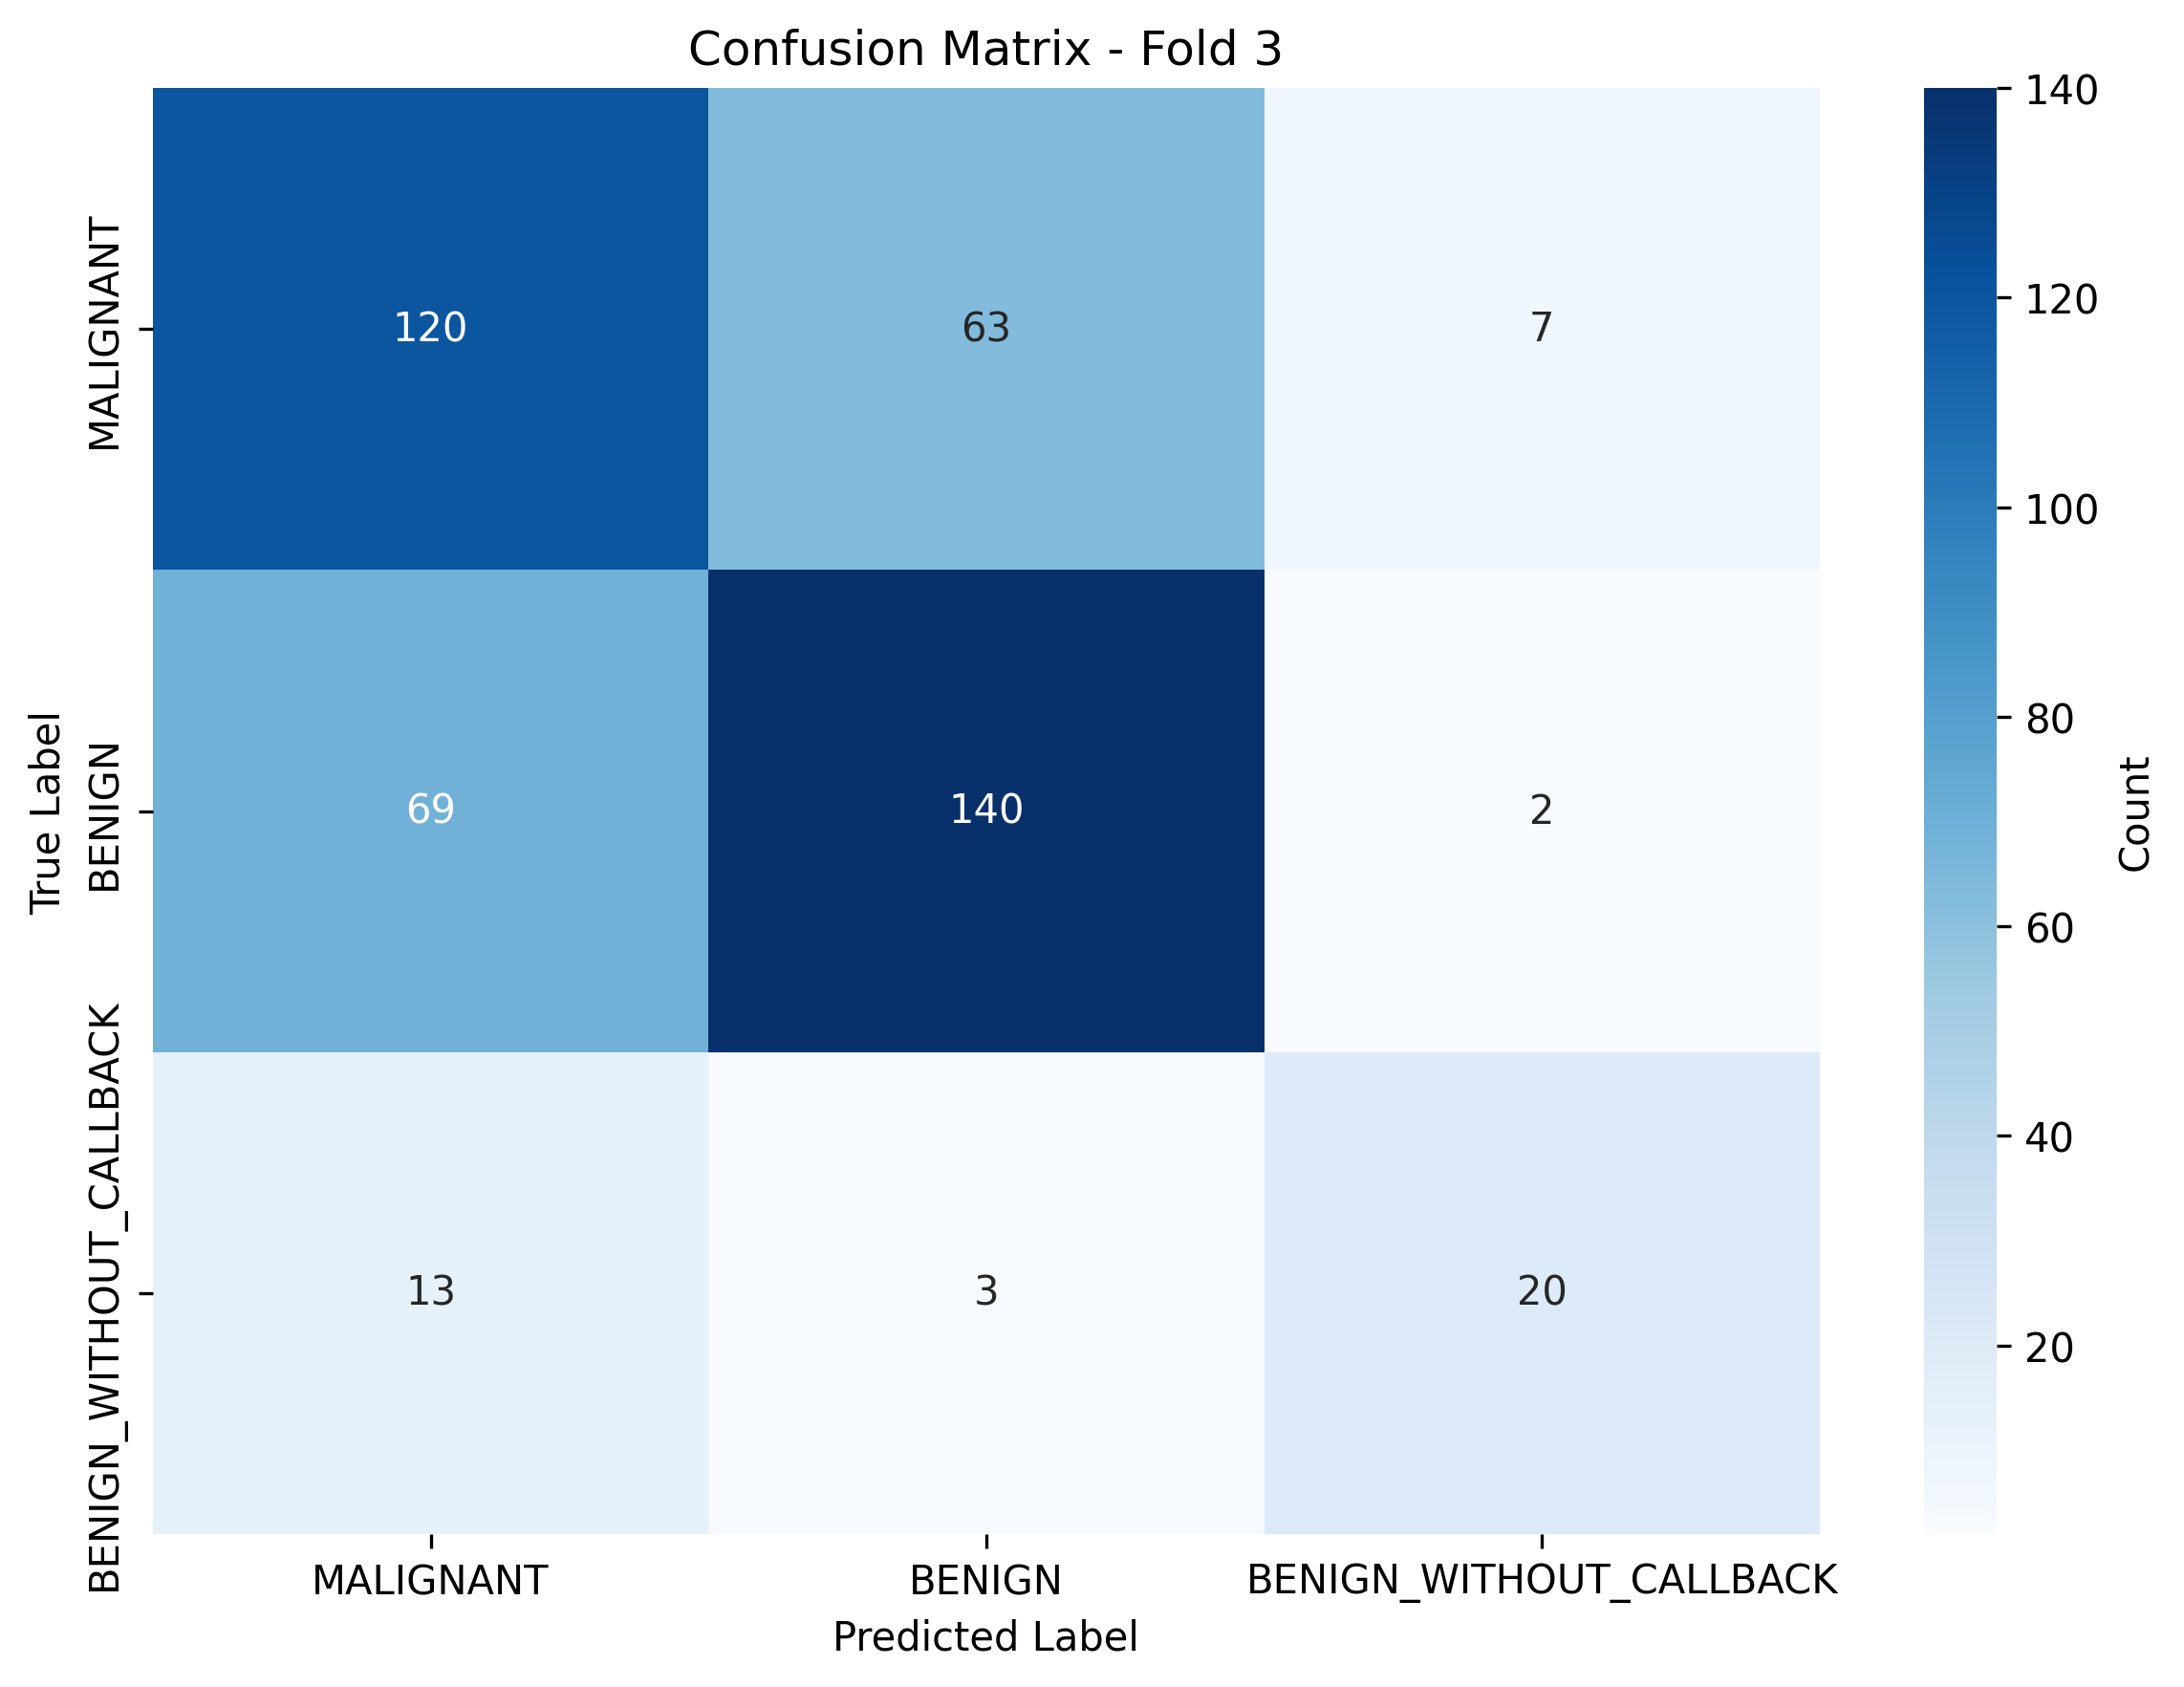 Confusion Matrix - Fold 3
True Label
MALIGNANT
120
63
7
BENIGN
69
140
2
BENIGN_WITHOUT_CALLBACK
13
3
20
MALIGNANT
BENIGN
BENIGN_WITHOUT_CALLBACK
Predicted Label
140
120
100
80
60
40
20
Count